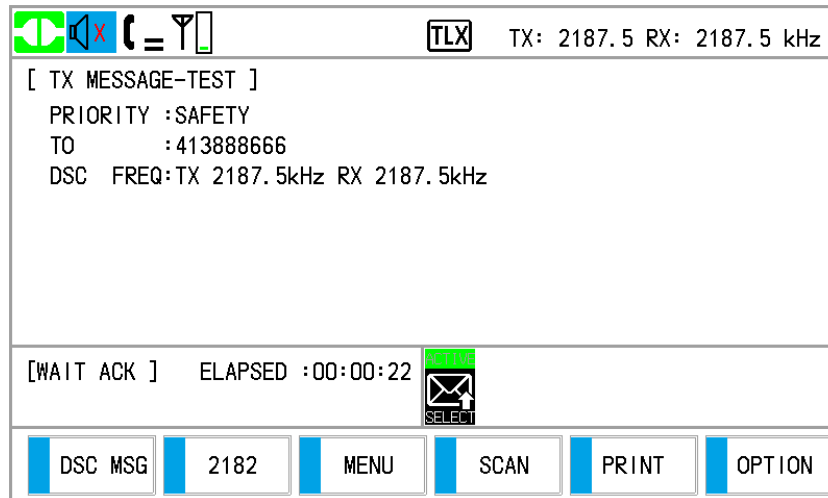 TLX TX: 2187.5 RX: 2187.5 kHz
[ TX MESSAGE-TEST ]
PRIORITY :SAFETY
TO :413888666
DSC FREQ:TX 2187.5kHz RX 2187.5kHz
[WAIT ACK ] ELAPSED :00:00:22
ACTIVE
SELECT
DSC MSG 2182 MENU SCAN PRINT OPTION